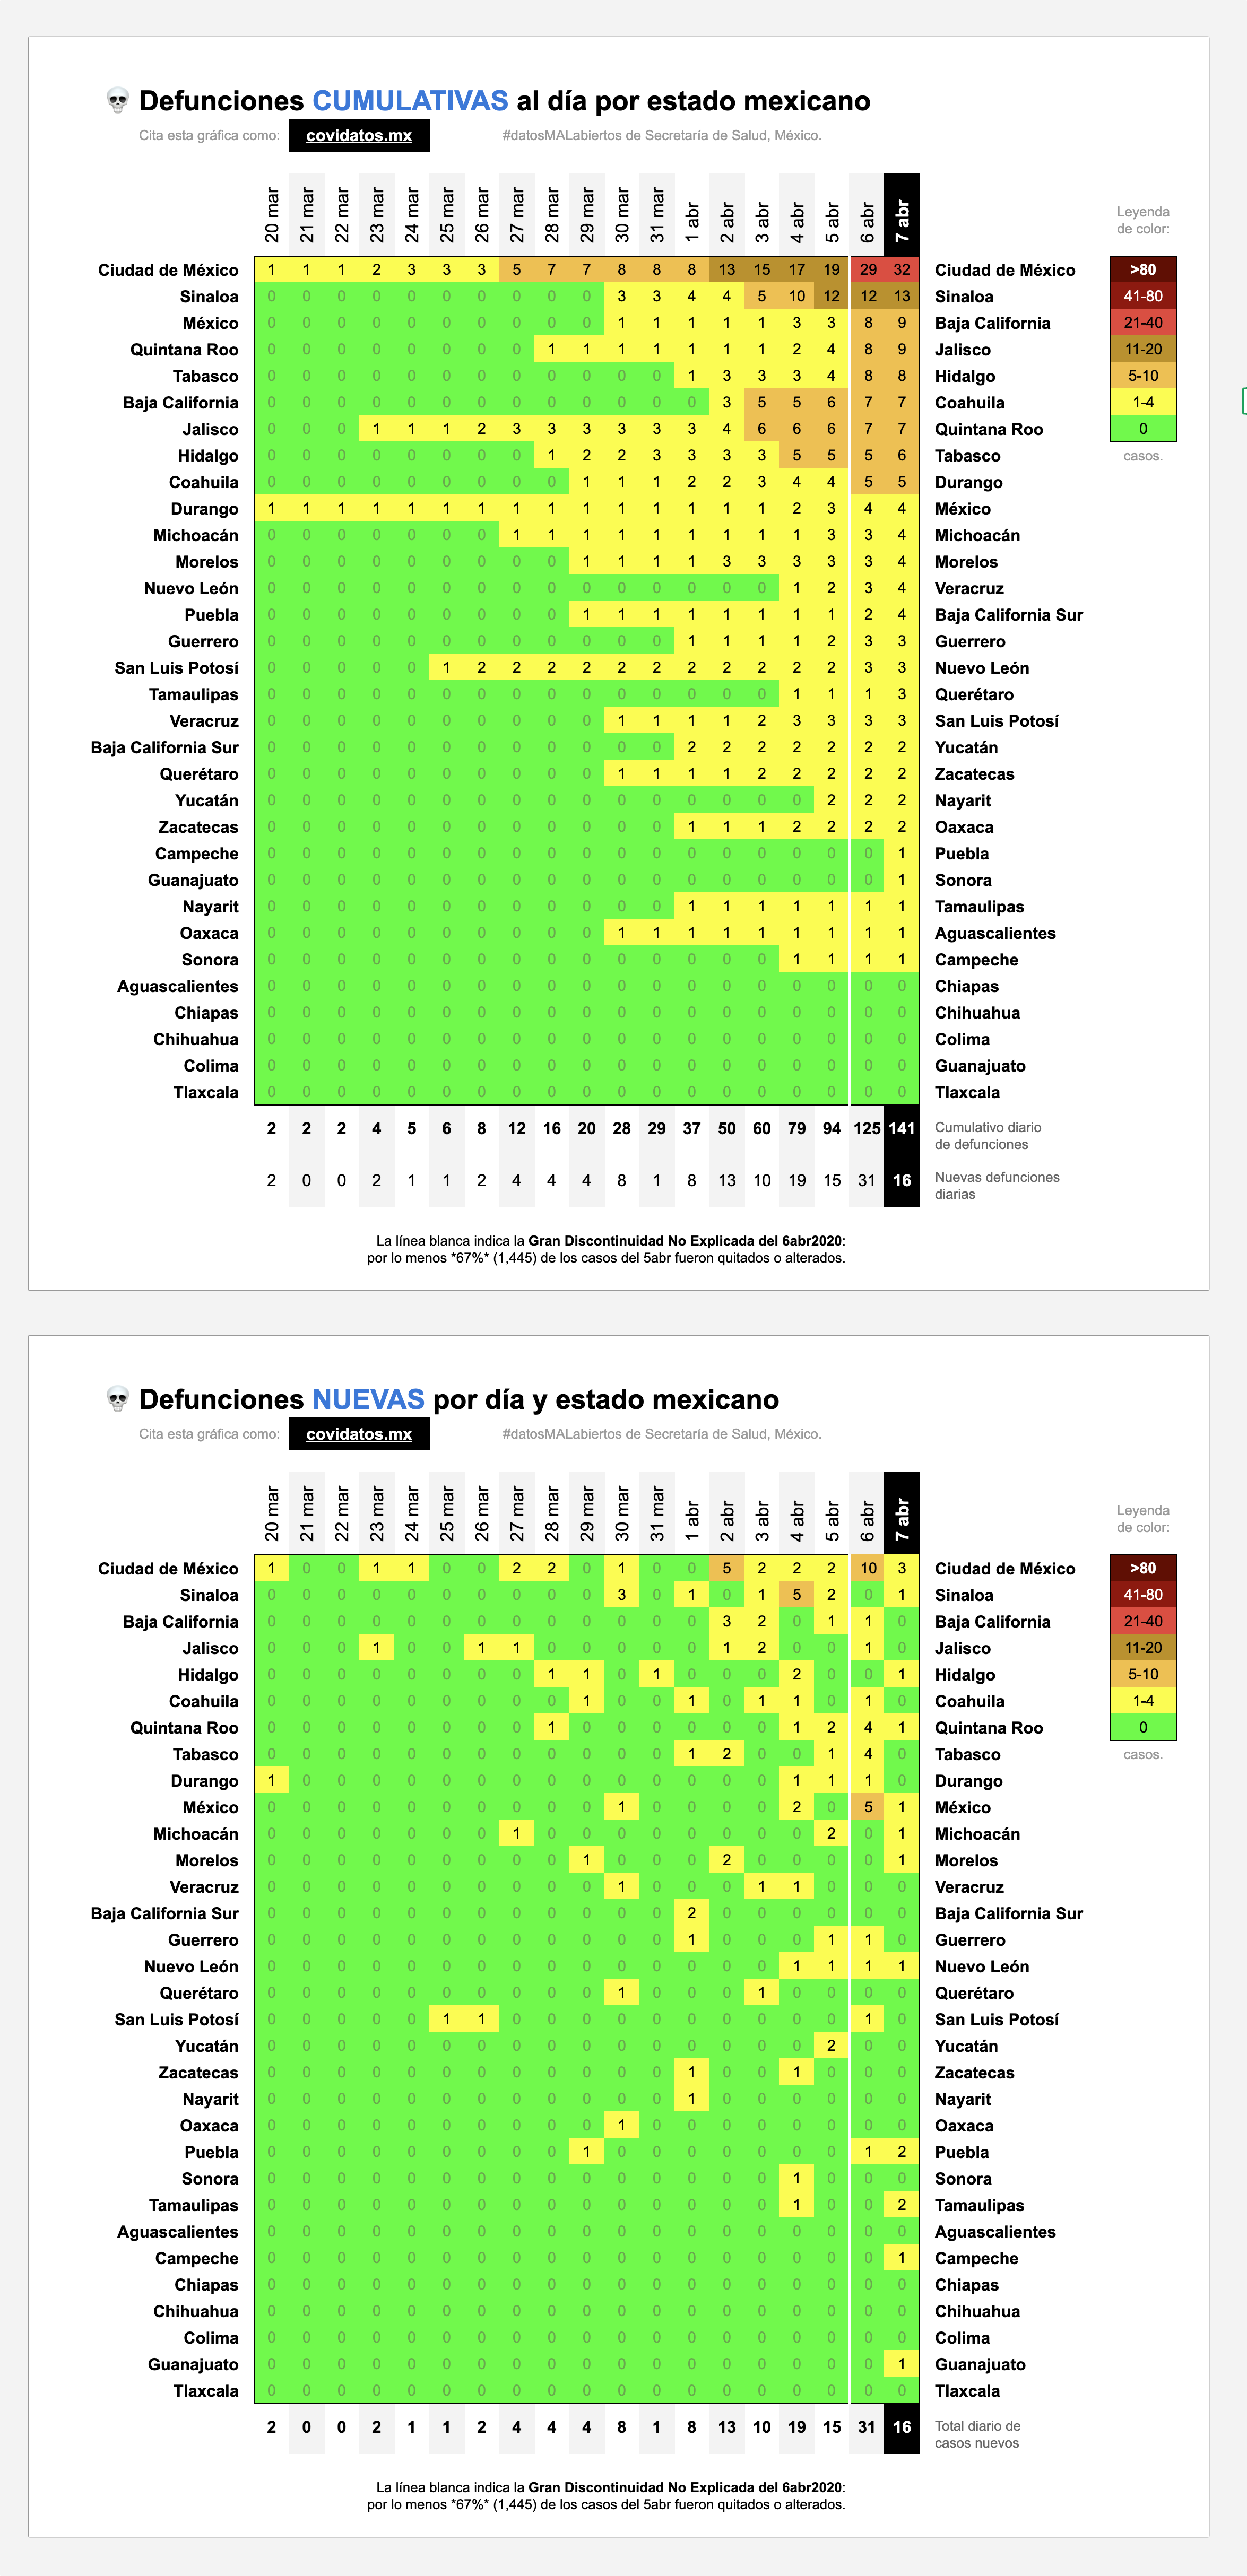 💀 Defunciones CUMULATIVAS al día por estado mexicano
Cita esta gráfica como: covidatos.mx #datosMALabiertos de Secretaría de Salud, México.
20 mar 21 mar 22 mar 23 mar 24 mar 25 mar 26 mar 27 mar 28 mar 29 mar 30 mar 31 mar 1 abr 2 abr 3 abr 4 abr 5 abr 6 abr 7 abr
Leyenda
de color:
Ciudad de México 1 1 1 2 3 3 3 5 7 7 8 8 8 13 15 17 19 29 32 Ciudad de México >80
Sinaloa 0 0 0 0 0 0 0 0 0 0 3 3 4 4 5 10 12 12 13 Sinaloa 41-80
México 0 0 0 0 0 0 0 0 0 0 1 1 1 1 1 3 3 8 9 Baja California 21-40
Quintana Roo 0 0 0 0 0 0 0 0 1 1 1 1 1 1 1 2 4 8 9 Jalisco 11-20
Tabasco 0 0 0 0 0 0 0 0 0 0 0 0 1 3 3 3 4 8 8 Hidalgo 5-10
Baja California 0 0 0 0 0 0 0 0 0 0 0 0 0 3 5 5 6 7 7 Coahuila 1-4
Jalisco 0 0 0 1 1 1 2 3 3 3 3 3 3 4 6 6 6 7 7 Quintana Roo 0
Hidalgo 0 0 0 0 0 0 0 0 1 2 2 3 3 3 3 5 5 5 6 Tabasco casos.
Coahuila 0 0 0 0 0 0 0 0 0 1 1 1 2 2 3 4 4 5 5 Durango
Durango 1 1 1 1 1 1 1 1 1 1 1 1 1 1 1 2 3 4 4 México
Michoacán 0 0 0 0 0 0 0 1 1 1 1 1 1 1 1 1 3 3 4 Michoacán
Morelos 0 0 0 0 0 0 0 0 0 1 1 1 1 3 3 3 3 3 4 Morelos
Nuevo León 0 0 0 0 0 0 0 0 0 0 0 0 0 0 0 1 2 3 4 Veracruz
Puebla 0 0 0 0 0 0 0 0 0 1 1 1 1 1 1 1 1 2 4 Baja California Sur
Guerrero 0 0 0 0 0 0 0 0 0 0 0 0 1 1 1 1 2 3 3 Guerrero
San Luis Potosí 0 0 0 0 0 1 2 2 2 2 2 2 2 2 2 2 2 3 3 Nuevo León
Tamaulipas 0 0 0 0 0 0 0 0 0 0 0 0 0 0 0 1 1 1 3 Querétaro
Veracruz 0 0 0 0 0 0 0 0 0 0 1 1 1 1 2 3 3 3 3 San Luis Potosí
Baja California Sur 0 0 0 0 0 0 0 0 0 0 0 0 2 2 2 2 2 2 2 Yucatán
Querétaro 0 0 0 0 0 0 0 0 0 0 1 1 1 1 2 2 2 2 2 Zacatecas
Yucatán 0 0 0 0 0 0 0 0 0 0 0 0 0 0 0 0 2 2 2 Nayarit
Zacatecas 0 0 0 0 0 0 0 0 0 0 0 0 1 1 1 2 2 2 2 Oaxaca
Campeche 0 0 0 0 0 0 0 0 0 0 0 0 0 0 0 0 0 0 1 Puebla
Guanajuato 0 0 0 0 0 0 0 0 0 0 0 0 0 0 0 0 0 0 1 Sonora
Nayarit 0 0 0 0 0 0 0 0 0 0 0 0 1 1 1 1 1 1 1 Tamaulipas
Oaxaca 0 0 0 0 0 0 0 0 0 0 1 1 1 1 1 1 1 1 1 Aguascalientes
Sonora 0 0 0 0 0 0 0 0 0 0 0 0 0 0 0 1 1 1 1 Campeche
Aguascalientes 0 0 0 0 0 0 0 0 0 0 0 0 0 0 0 0 0 0 0 Chiapas
Chiapas 0 0 0 0 0 0 0 0 0 0 0 0 0 0 0 0 0 0 0 Chihuahua
Chihuahua 0 0 0 0 0 0 0 0 0 0 0 0 0 0 0 0 0 0 0 Colima
Colima 0 0 0 0 0 0 0 0 0 0 0 0 0 0 0 0 0 0 0 Guanajuato
Tlaxcala 0 0 0 0 0 0 0 0 0 0 0 0 0 0 0 0 0 0 0 Tlaxcala
2 2 2 4 5 6 8 12 16 20 28 29 37 50 60 79 94 125 141 Cumulativo diario
de defunciones
2 0 0 2 1 1 2 4 4 4 8 1 8 13 10 19 15 31 16 Nuevas defunciones
diarias
La línea blanca indica la Gran Discontinuidad No Explicada del 6abr2020:
por lo menos *67%* (1,445) de los casos del 5abr fueron quitados o alterados.
💀 Defunciones NUEVAS por día y estado mexicano
Cita esta gráfica como: covidatos.mx #datosMALabiertos de Secretaría de Salud, México.
20 mar 21 mar 22 mar 23 mar 24 mar 25 mar 26 mar 27 mar 28 mar 29 mar 30 mar 31 mar 1 abr 2 abr 3 abr 4 abr 5 abr 6 abr 7 abr
Leyenda
de color:
Ciudad de México 1 0 0 1 1 0 0 2 2 0 1 0 0 5 2 2 2 10 3 Ciudad de México >80
Sinaloa 0 0 0 0 0 0 0 0 0 0 3 0 1 0 1 5 2 0 1 Sinaloa 41-80
Baja California 0 0 0 0 0 0 0 0 0 0 0 0 0 3 2 0 1 1 0 Baja California 21-40
Jalisco 0 0 0 1 0 0 1 1 0 0 0 0 0 1 2 0 0 1 0 Jalisco 11-20
Hidalgo 0 0 0 0 0 0 0 0 1 1 0 1 0 0 0 2 0 0 1 Hidalgo 5-10
Coahuila 0 0 0 0 0 0 0 0 0 1 0 0 1 0 1 1 0 1 0 Coahuila 1-4
Quintana Roo 0 0 0 0 0 0 0 0 1 0 0 0 0 0 0 1 2 4 1 Quintana Roo 0
Tabasco 0 0 0 0 0 0 0 0 0 0 0 0 1 2 0 0 1 4 0 Tabasco casos.
Durango 1 0 0 0 0 0 0 0 0 0 0 0 0 0 0 1 1 1 0 Durango
México 0 0 0 0 0 0 0 0 0 0 1 0 0 0 0 2 0 5 1 México
Michoacán 0 0 0 0 0 0 0 1 0 0 0 0 0 0 0 0 2 0 1 Michoacán
Morelos 0 0 0 0 0 0 0 0 0 1 0 0 0 2 0 0 0 0 1 Morelos
Veracruz 0 0 0 0 0 0 0 0 0 0 1 0 0 0 1 1 0 0 0 Veracruz
Baja California Sur 0 0 0 0 0 0 0 0 0 0 0 0 2 0 0 0 0 0 0 Baja California Sur
Guerrero 0 0 0 0 0 0 0 0 0 0 0 0 1 0 0 0 1 1 0 Guerrero
Nuevo León 0 0 0 0 0 0 0 0 0 0 0 0 0 0 0 1 1 1 1 Nuevo León
Querétaro 0 0 0 0 0 0 0 0 0 0 1 0 0 0 1 0 0 0 0 Querétaro
San Luis Potosí 0 0 0 0 0 1 1 0 0 0 0 0 0 0 0 0 0 1 0 San Luis Potosí
Yucatán 0 0 0 0 0 0 0 0 0 0 0 0 0 0 0 0 2 0 0 Yucatán
Zacatecas 0 0 0 0 0 0 0 0 0 0 0 0 1 0 0 1 0 0 0 Zacatecas
Nayarit 0 0 0 0 0 0 0 0 0 0 0 0 1 0 0 0 0 0 0 Nayarit
Oaxaca 0 0 0 0 0 0 0 0 0 0 1 0 0 0 0 0 0 0 0 Oaxaca
Puebla 0 0 0 0 0 0 0 0 0 1 0 0 0 0 0 0 0 1 2 Puebla
Sonora 0 0 0 0 0 0 0 0 0 0 0 0 0 0 0 1 0 0 0 Sonora
Tamaulipas 0 0 0 0 0 0 0 0 0 0 0 0 0 0 0 1 0 0 2 Tamaulipas
Aguascalientes 0 0 0 0 0 0 0 0 0 0 0 0 0 0 0 0 0 0 0 Aguascalientes
Campeche 0 0 0 0 0 0 0 0 0 0 0 0 0 0 0 0 0 0 1 Campeche
Chiapas 0 0 0 0 0 0 0 0 0 0 0 0 0 0 0 0 0 0 0 Chiapas
Chihuahua 0 0 0 0 0 0 0 0 0 0 0 0 0 0 0 0 0 0 0 Chihuahua
Colima 0 0 0 0 0 0 0 0 0 0 0 0 0 0 0 0 0 0 0 Colima
Guanajuato 0 0 0 0 0 0 0 0 0 0 0 0 0 0 0 0 0 0 1 Guanajuato
Tlaxcala 0 0 0 0 0 0 0 0 0 0 0 0 0 0 0 0 0 0 0 Tlaxcala
2 0 0 2 1 1 2 4 4 4 8 1 8 13 10 19 15 31 16 Total diario de
casos nuevos
La línea blanca indica la Gran Discontinuidad No Explicada del 6abr2020:
por lo menos *67%* (1,445) de los casos del 5abr fueron quitados o alterados.